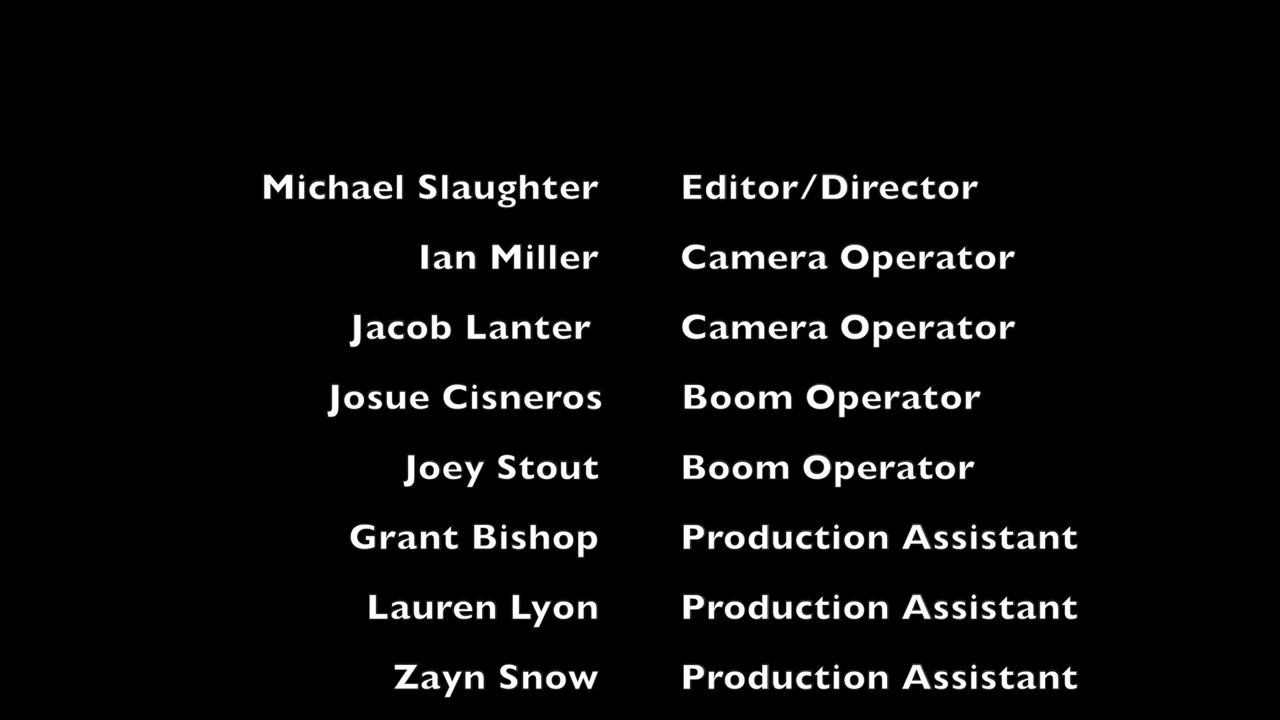 Michael Slaughter Editor/Director
Ian Miller Camera Operator
Jacob Lanter Camera Operator
Josue Cisneros Boom Operator
Joey Stout Boom Operator
Grant Bishop Production Assistant
Lauren Lyon Production Assistant
Zayn Snow Production Assistant